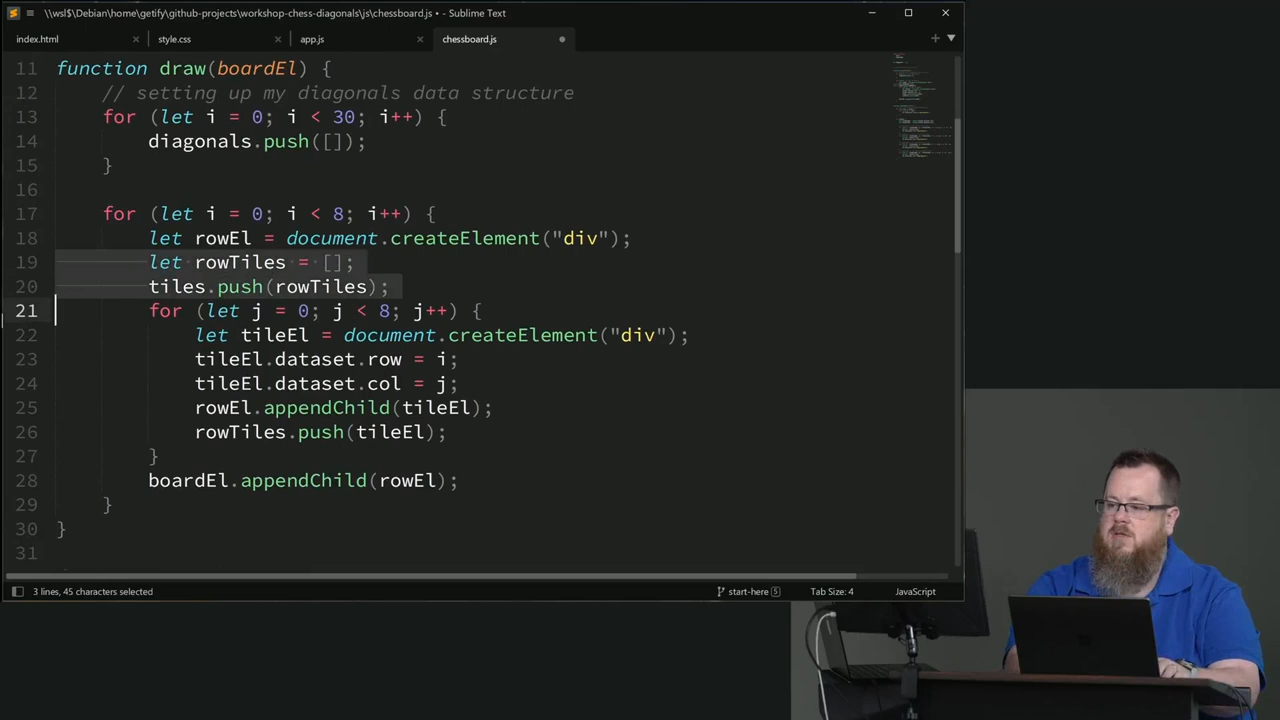 \\wsl$\Debian\home\getify\github-projects\workshop-chess-diagonals\js\chessboard.js • - Sublime Text
index.html
style.css
app.js
chessboard.js
11 function draw(boardEl) {
12 // setting up my diagonals data structure
13 for (let i = 0; i < 30; i++) {
14 diagonals.push([]);
15 }
16
17 for (let i = 0; i < 8; i++) {
18 let rowEl = document.createElement("div");
19 let rowTiles = [];
20 tiles.push(rowTiles);
21 for (let j = 0; j < 8; j++) {
22 let tileEl = document.createElement("div");
23 tileEl.dataset.row = i;
24 tileEl.dataset.col = j;
25 rowEl.appendChild(tileEl);
26 rowTiles.push(tileEl);
27 }
28 boardEl.appendChild(rowEl);
29 }
30 }
31
3 lines, 45 characters selected
start-here 5
Tab Size: 4
JavaScript